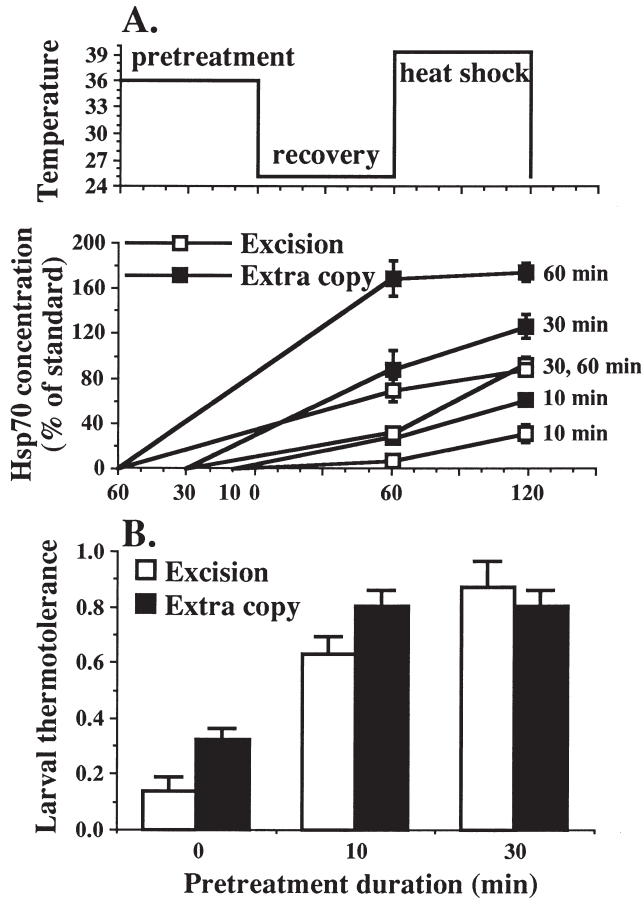 A.
Temperature
39
36
33
30
27
24
pretreatment
recovery
heat shock
Hsp70 concentration
(% of standard)
200
160
120
80
40
0
Excision
Extra copy
60 min
30 min
30, 60 min
10 min
10 min
60 30 10 0 60 120
B.
Larval thermotolerance
1.0
0.8
0.6
0.4
0.2
0.0
Excision
Extra copy
0 10 30
Pretreatment duration (min)